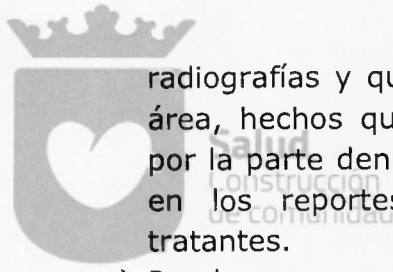 radiografías y qu
área, hechos qu
Salud
por la parte den
Construcción
en los reportes
de comunidad
tratantes.